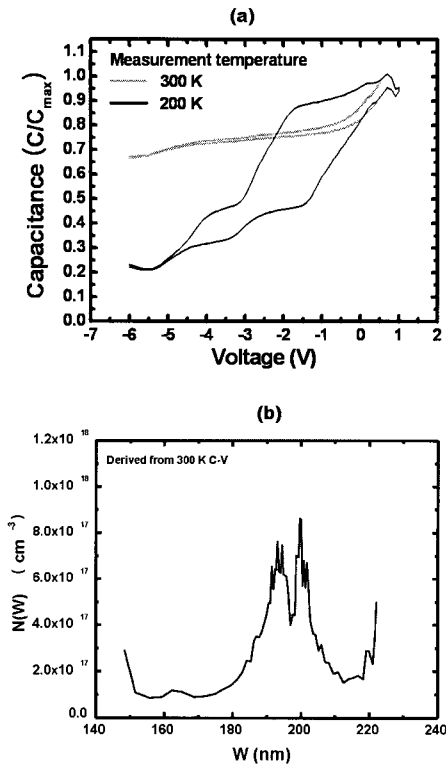 (a)
Measurement temperature
300 K
200 K
Capacitance (C/Cmax)
1.1
1.0
0.9
0.8
0.7
0.6
0.5
0.4
0.3
0.2
0.1
0.0
-7 -6 -5 -4 -3 -2 -1 0 1 2
Voltage (V)
(b)
Derived from 300 K C-V
N(W) ( cm⁻³)
1.2x10 18
1.0x10 18
8.0x10 17
6.0x10 17
4.0x10 17
2.0x10 17
0.0
140 160 180 200 220 240
W (nm)